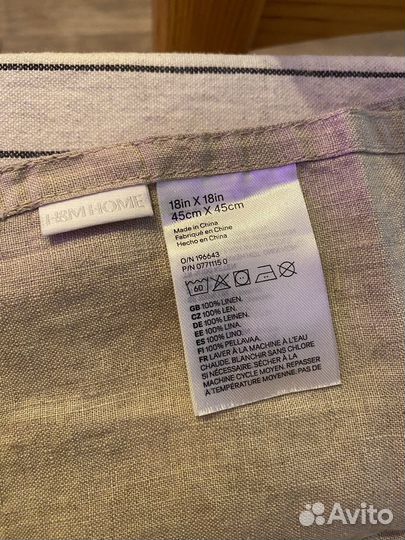 H&M HOME
18in X 18in
45cm X 45cm
Made in China
Fabriqué en Chine
Hecho en China
O/N 196643
P/N 0771115 0
60
GB 100% LINEN.
CZ 100% LEN.
DE 100% LEINEN.
EE 100% LINA.
ES 100% LINO.
FI 100% PELLAVAA.
FR LAVER À LA MACHINE À L'EAU
CHAUDE. BLANCHIR SANS CHLORE
SI NÉCESSAIRE. SÉCHER À LA
MACHINE CYCLE MOYEN. REPASSER
À TEMPÉRATURE MOYENNE. PAS DE
Avito